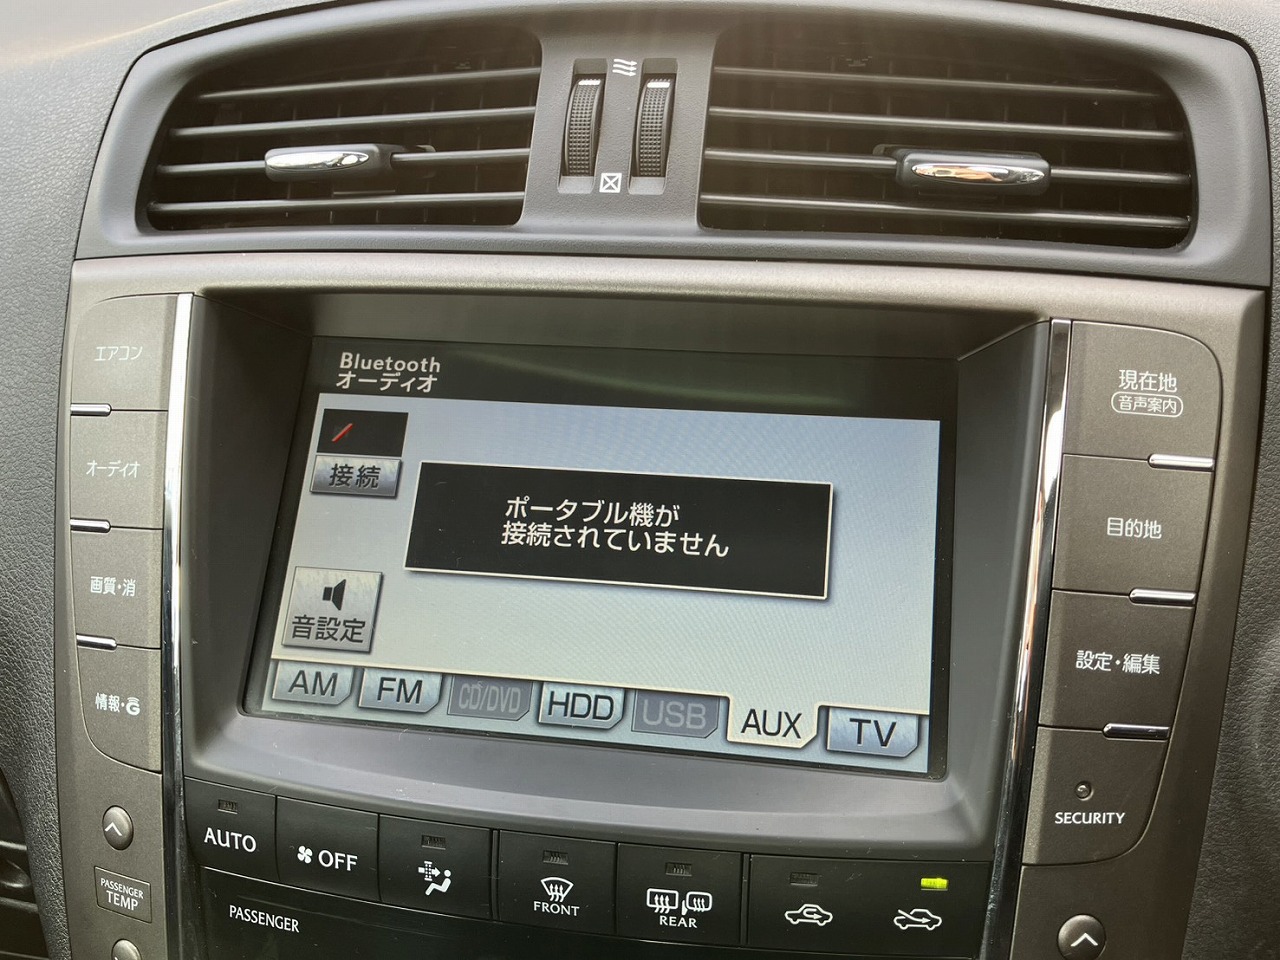 Bluetooth
オーディオ
接続
ポータブル機が
接続されていません
音設定
AM
FM
CD/DVD
HDD
USB
AUX
TV
エアコン
オーディオ
画質・消
情報・G
現在地
音声案内
目的地
設定・編集
SECURITY
AUTO
OFF
FRONT
REAR
PASSENGER
TEMP
PASSENGER